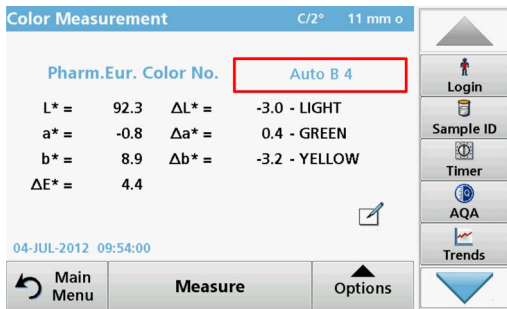 Color Measurement C/2° 11 mm o
Pharm.Eur. Color No. Auto B 4
L* = 92.3 ΔL* = -3.0 - LIGHT
a* = -0.8 Δa* = 0.4 - GREEN
b* = 8.9 Δb* = -3.2 - YELLOW
ΔE* = 4.4
04-JUL-2012 09:54:00
Main Menu Measure Options
Login
Sample ID
Timer
AQA
Trends